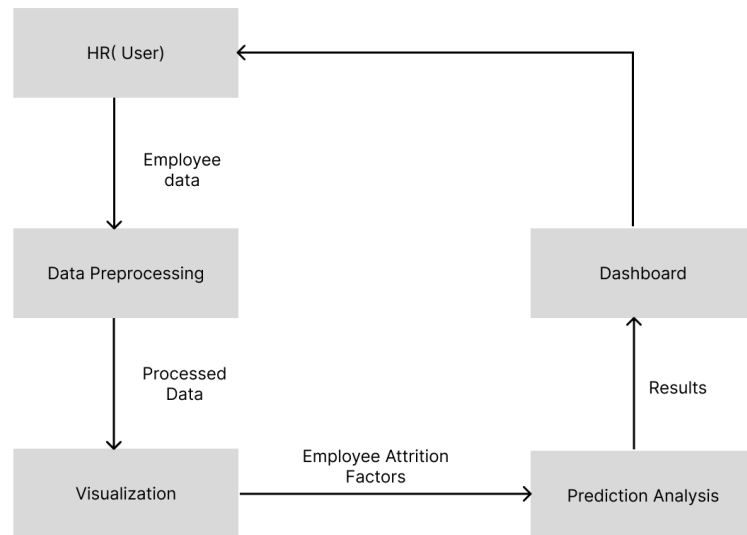 HR( User)
Employee
data
Data Preprocessing
Dashboard
Processed
Data
Results
Employee Attrition
Factors
Visualization
Prediction Analysis